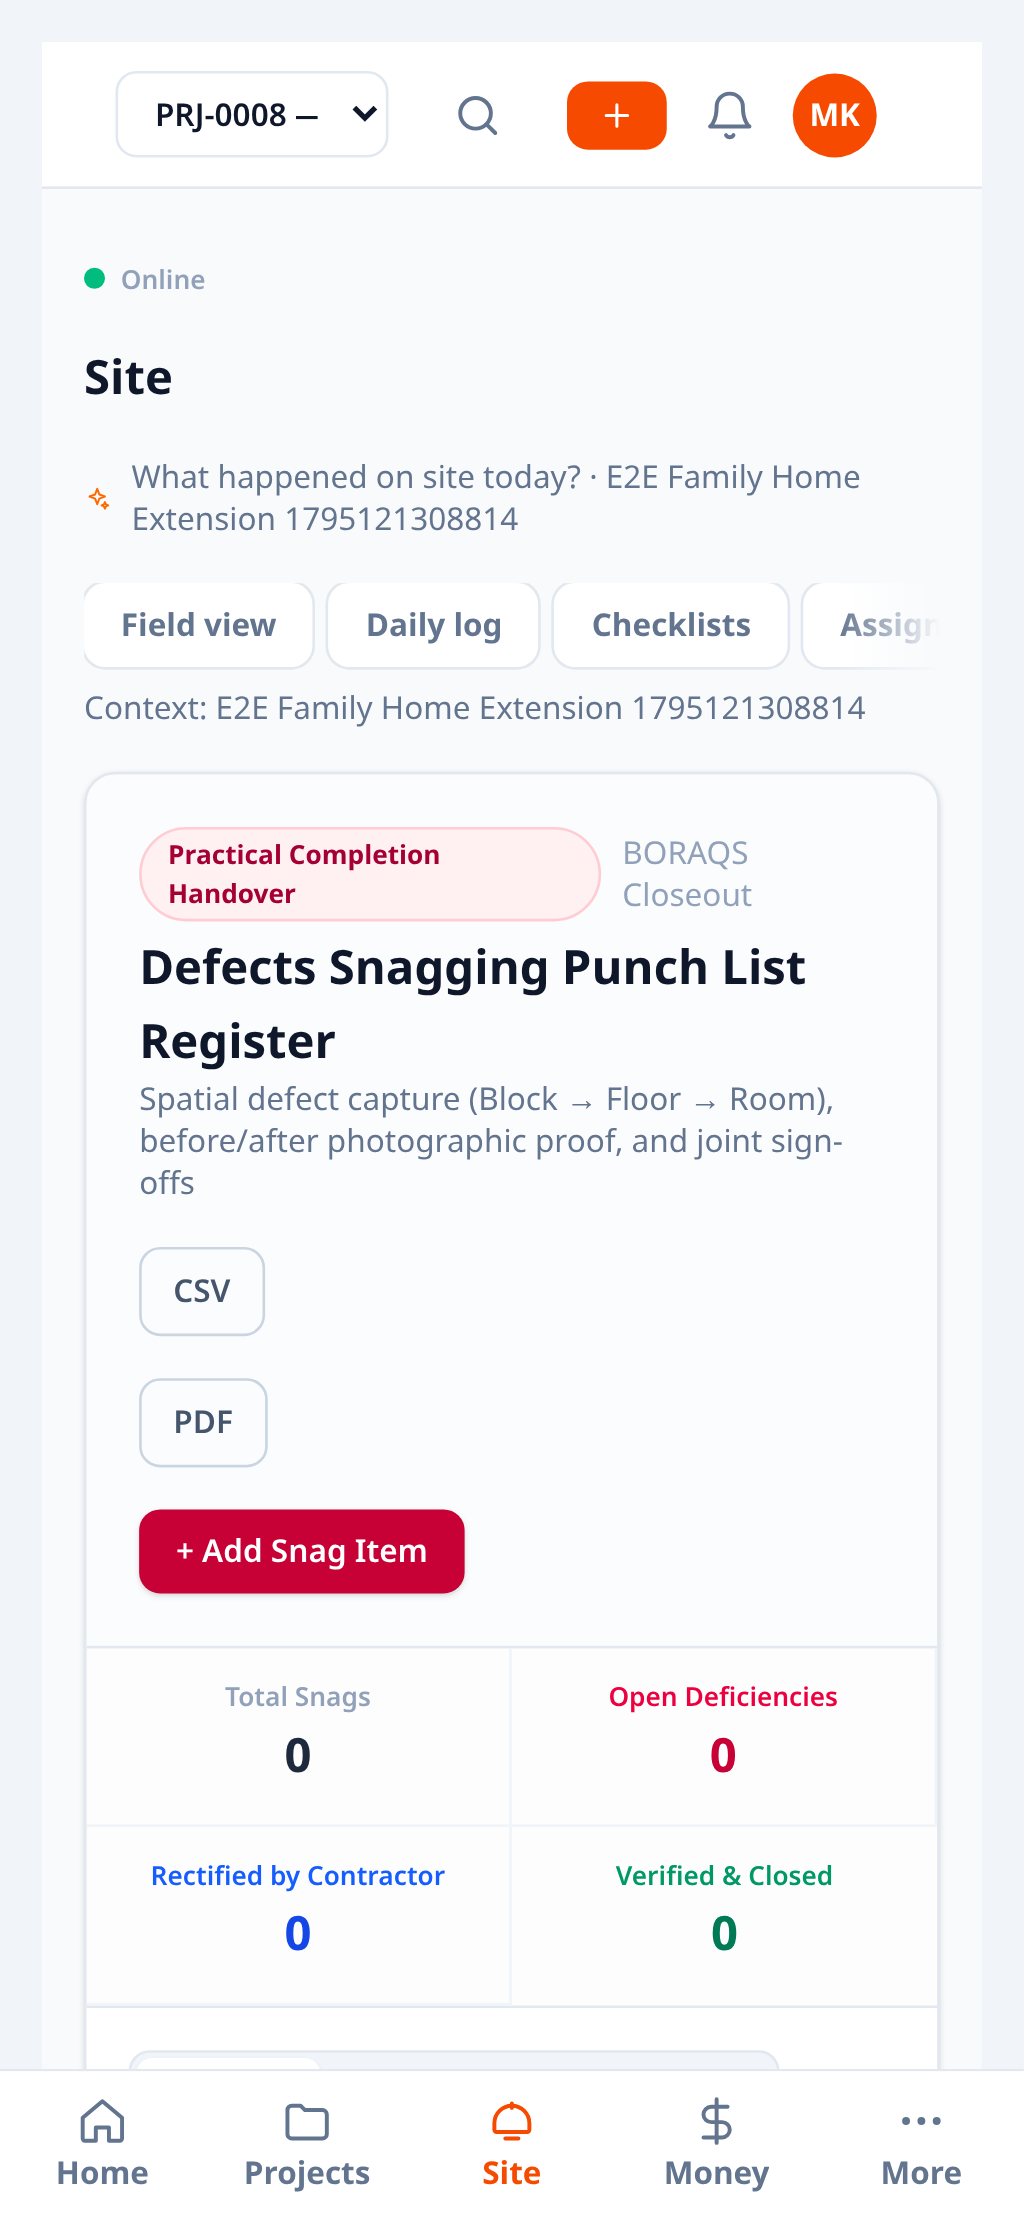 PRJ-0008 —
MK
Online
Site
What happened on site today? · E2E Family Home
Extension 1795121308814
Field view
Daily log
Checklists
Assign
Context: E2E Family Home Extension 1795121308814
Practical Completion
Handover
BORAQS
Closeout
Defects Snagging Punch List
Register
Spatial defect capture (Block → Floor → Room),
before/after photographic proof, and joint sign-
offs
CSV
PDF
+ Add Snag Item
Total Snags
0
Open Deficiencies
0
Rectified by Contractor
0
Verified & Closed
0
Home
Projects
Site
Money
More